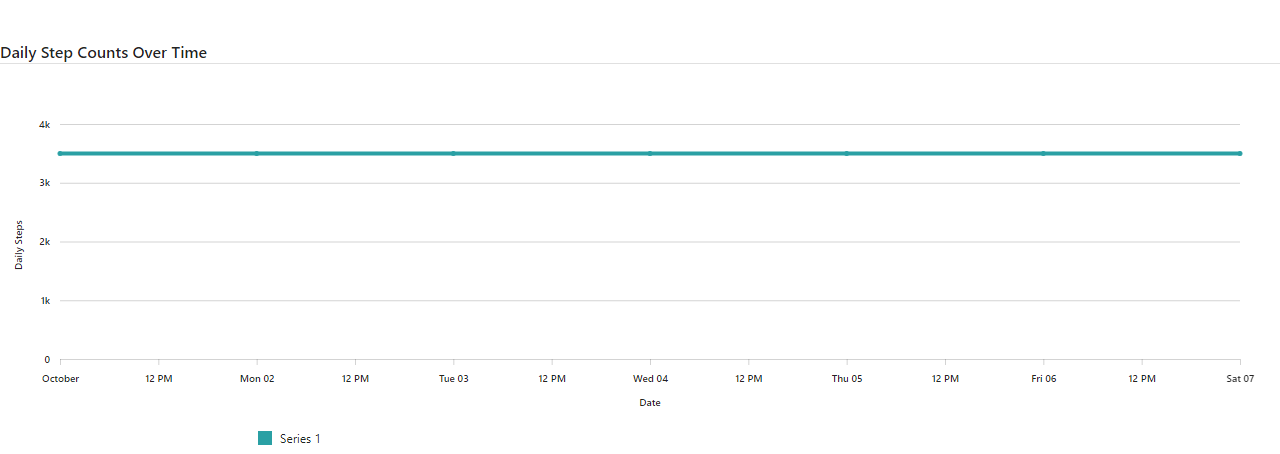 Daily Step Counts Over Time
4k
3k
2k
1k
0
Daily Steps
October 12 PM Mon 02 12 PM Tue 03 12 PM Wed 04 12 PM Thu 05 12 PM Fri 06 12 PM Sat 07
Date
Series 1